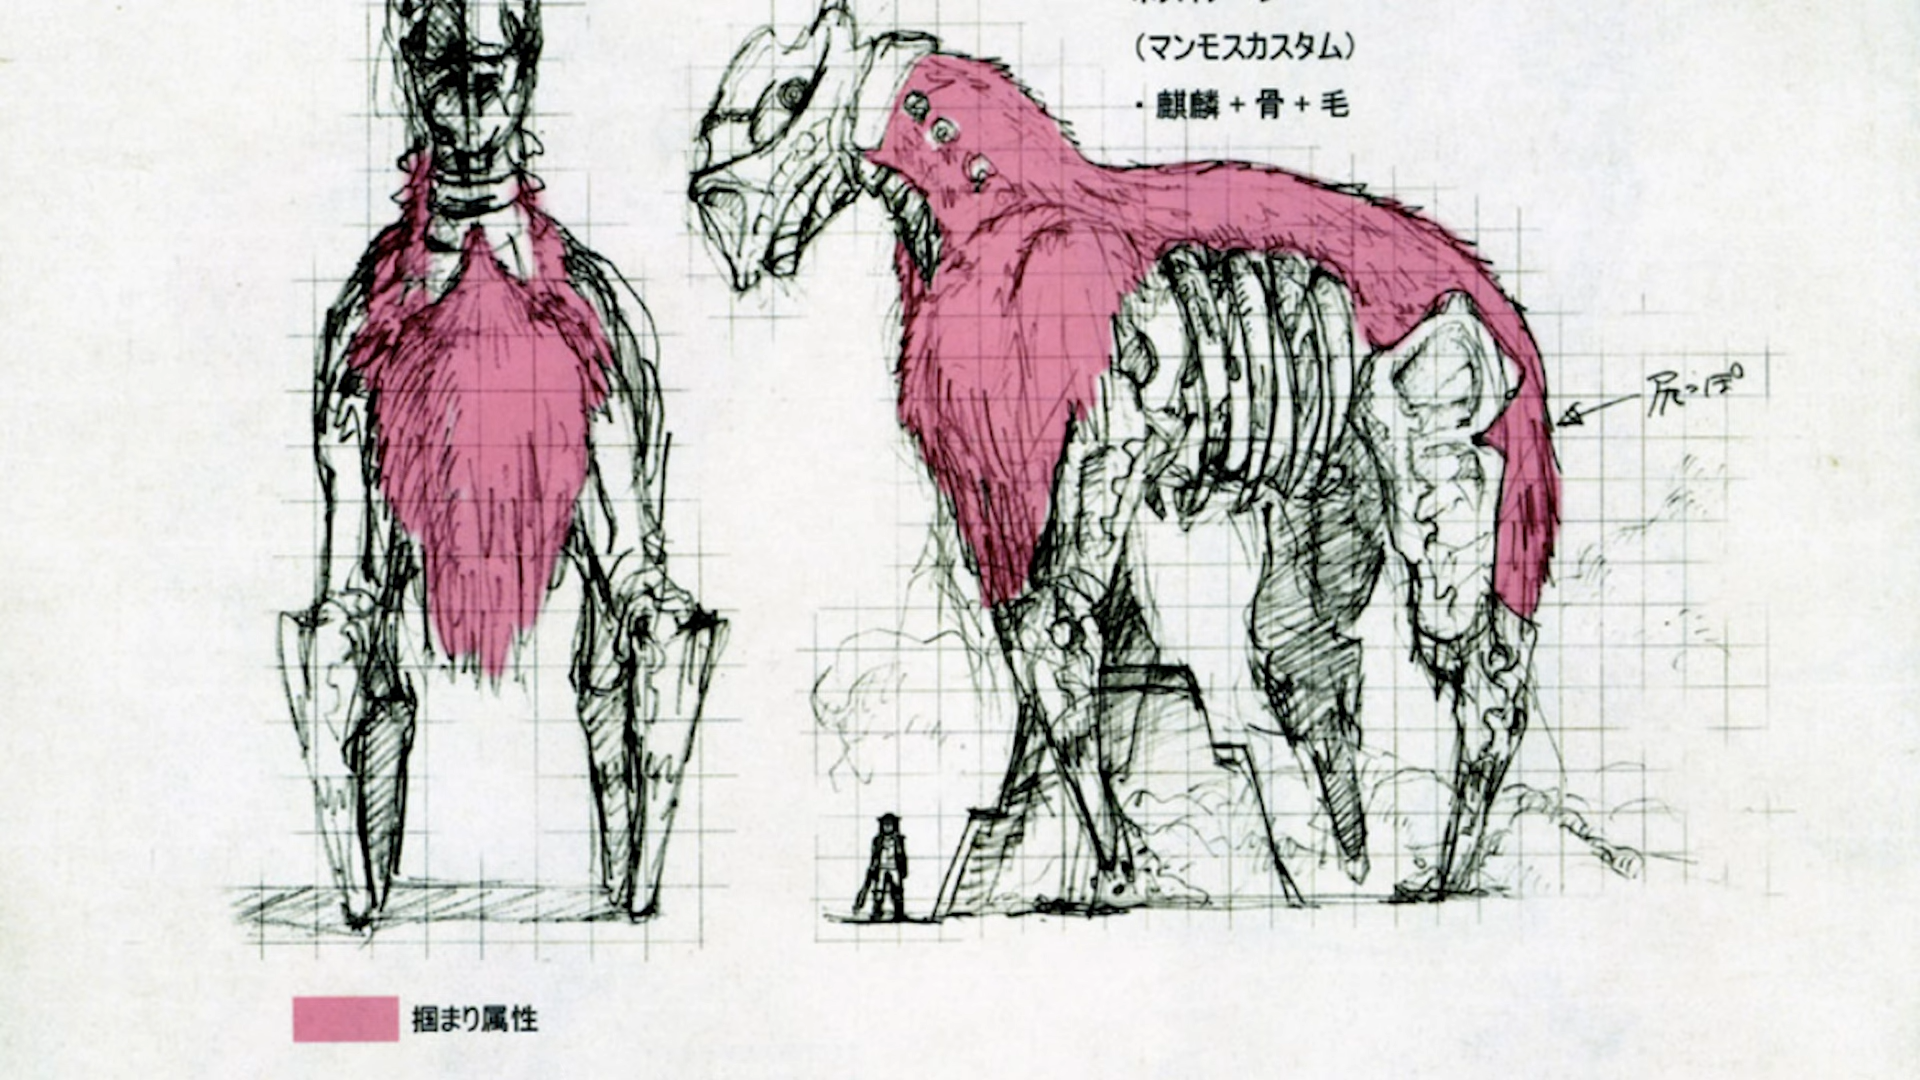 （マンモスカスタム）
・麒麟＋骨＋毛
尻っぽ
掴まり属性